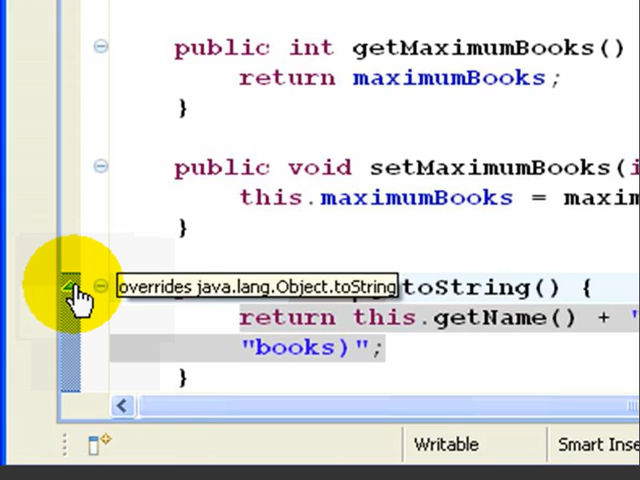 public int getMaximumBooks()
return maximumBooks;
}
public void setMaximumBooks(
this.maximumBooks = maxim
}
overrides java.lang.Object.toString toString() {
return this.getName() + "
"books)";
}
Writable Smart Inse